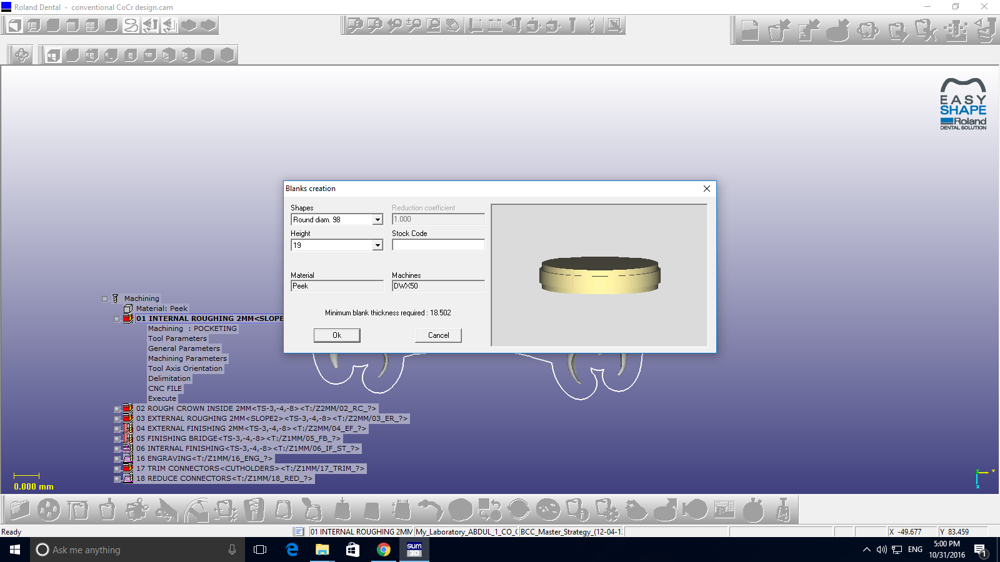 Roland Dental - conventional CoCr design.cam
EASY
SHAPE
Roland
DENTAL SOLUTION
Blanks creation
Shapes
Reduction coefficient
Round diam. 98
1.000
Height
Stock Code
19
Material
Machines
Peek
DWX50
Minimum blank thickness required : 18.502
Ok
Cancel
Machining
Material: Peek
01 INTERNAL ROUGHING 2MM<SLOPE
Machining : POCKETING
Tool Parameters
General Parameters
Machining Parameters
Tool Axis Orientation
Delimitation
CNC FILE
Execute
02 ROUGH CROWN INSIDE 2MM<TS-3,-4,-8><T:/Z2MM/02_RC_?>
03 EXTERNAL ROUGHING 2MM<SLOPE2><TS-3,-4,-8><T:/Z2MM/03_ER_?>
04 EXTERNAL FINISHING 2MM<TS-3,-4,-8><T:/Z2MM/04_EF_?>
05 FINISHING BRIDGE<TS-3,-4,-8><T:/Z1MM/05_FB_?>
06 INTERNAL FINISHING<TS-3,-4,-8><T:/Z1MM/06_IF_ST_?>
16 ENGRAVING<T:/Z1MM/16_ENG_?>
17 TRIM CONNECTORS<CUTHOLDERS><T:/Z1MM/17_TRIM_?>
18 REDUCE CONNECTORS<T:/Z1MM/18_RED_?>
0.000 mm
Z
Y
X
Ready
01 INTERNAL ROUGHING 2MM
My_Laboratory_ABDUL_1_CO_C
BCC_Master_Strategy_(12-04-1
X -49.677
Y 83.459
Ask me anything
sum
3D
ENG
5:00 PM
10/31/2016
1